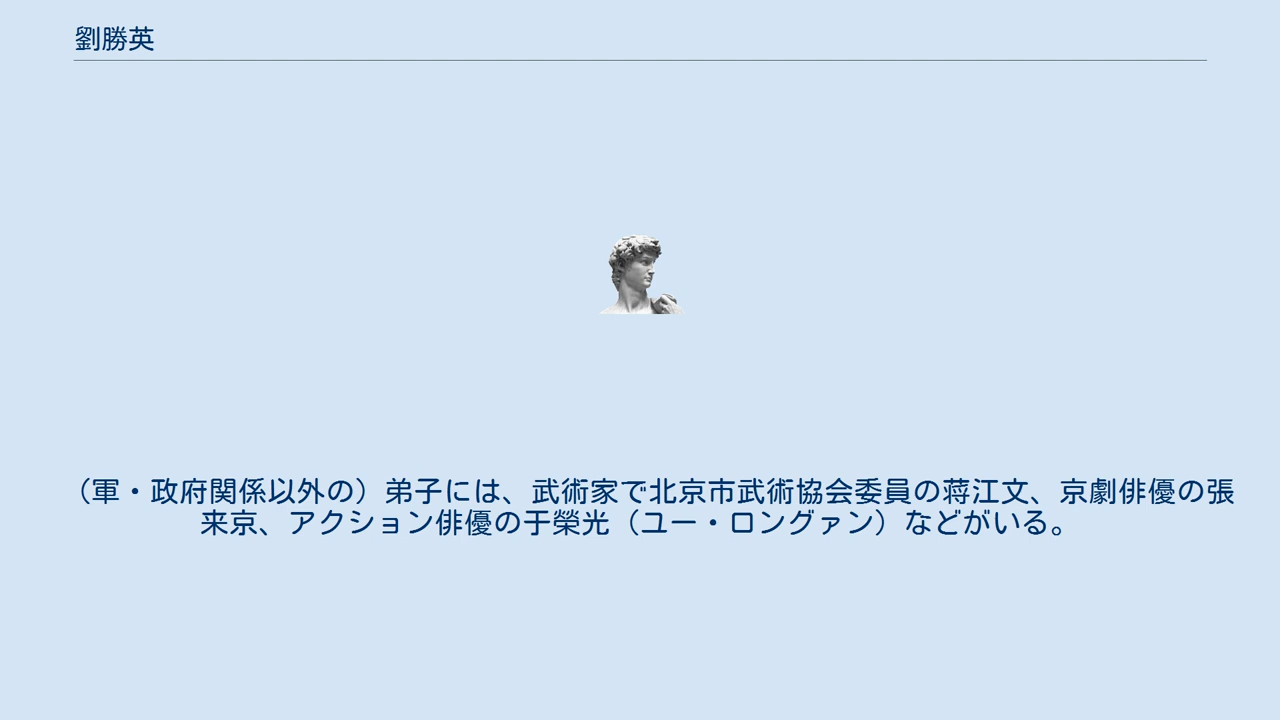 劉勝英
（軍・政府関係以外の）弟子には、武術家で北京市武術協会委員の蒋江文、京劇俳優の張
来京、アクション俳優の于榮光（ユー・ロングァン）などがいる。